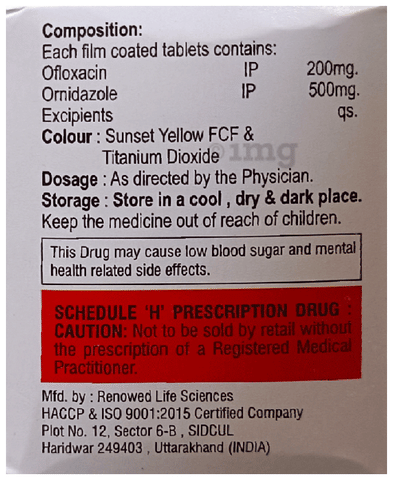 Composition:
Each film coated tablets contains:
Ofloxacin IP 200mg.
Ornidazole IP 500mg.
Excipients qs.
Colour : Sunset Yellow FCF &
Titanium Dioxide
1mg
Dosage : As directed by the Physician.
Storage : Store in a cool , dry & dark place.
Keep the medicine out of reach of children.
This Drug may cause low blood sugar and mental
health related side effects.
SCHEDULE 'H' PRESCRIPTION DRUG :
CAUTION: Not to be sold by retail without
the prescription of a Registered Medical
Practitioner.
Mfd. by : Renowed Life Sciences
HACCP & ISO 9001:2015 Certified Company
Plot No. 12, Sector 6-B , SIDCUL
Haridwar 249403 , Uttarakhand (INDIA)